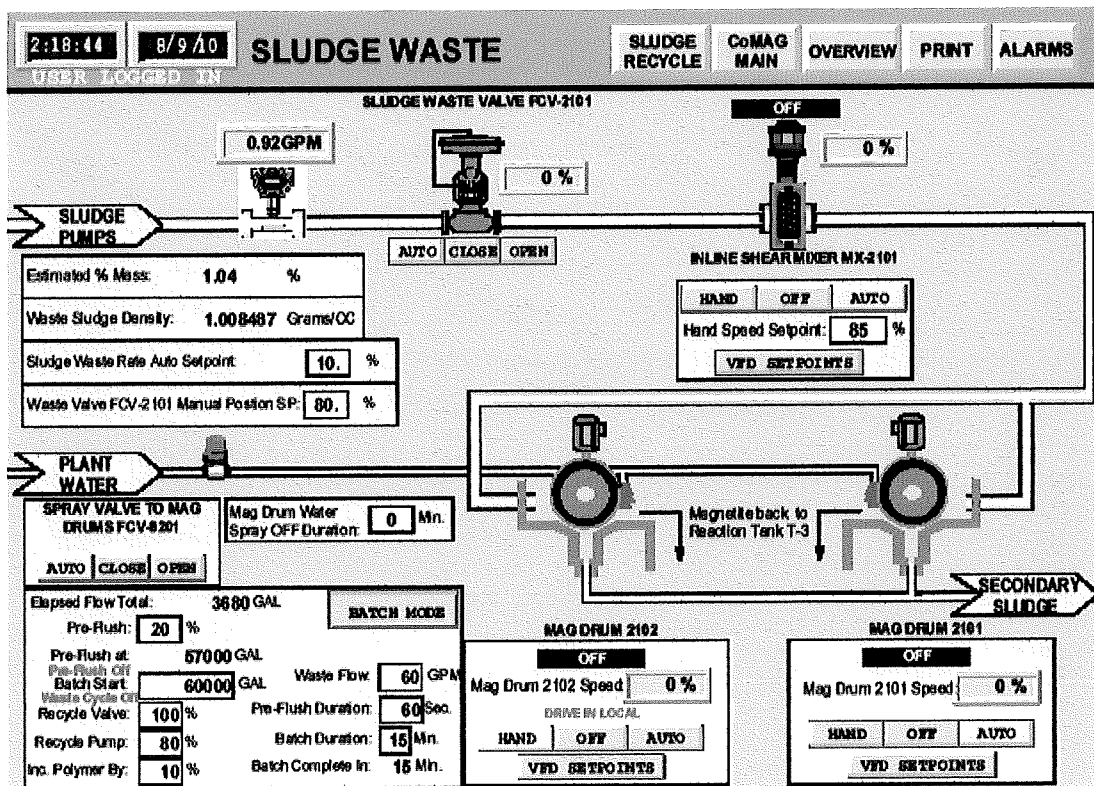 2:18:44
8/9/10
USER LOGGED IN
SLUDGE WASTE
SLUDGE
RECYCLE
CoMAG
MAIN
OVERVIEW
PRINT
ALARMS
SLUDGE WASTE VALVE FCV-2101
OFF
0.92GPM
0 %
0 %
SLUDGE
PUMPS
AUTO CLOSE OPEN
INLINE SHEAR MIXER MX-2101
HAND OFF AUTO
Hand Speed Setpoint: 85 %
VFD SETPOINTS
Estimated % Mass: 1.04 %
Waste Sludge Density: 1.008487 Grams/CC
Sludge Waste Rate Auto Setpoint: 10. %
Waste Valve FCV-2101 Manual Postion SP: 80. %
PLANT
WATER
SPRAY VALVE TO MAG
DRUMS FCV-8201
AUTO CLOSE OPEN
Mag Drum Water
Spray OFF Duration: 0 Min.
Magnetite back to
Reaction Tank T-3
SECONDARY
SLUDGE
Elapsed Flow Total: 3680 GAL
BATCH MODE
Pre-Flush: 20 %
Pre-Flush at: 57000 GAL
Pre-Flush Off
Batch Start: 60000 GAL
Waste Cycle Off
Recycle Valve: 100 %
Recycle Pump: 80 %
Inc. Polymer By: 10 %
Waste Flow: 60 GPM
Pre-Flush Duration: 60 Sec.
Batch Duration: 15 Min.
Batch Complete In: 15 Min.
MAG DRUM 2102
OFF
Mag Drum 2102 Speed: 0 %
DRIVE IN LOCAL
HAND OFF AUTO
VFD SETPOINTS
MAG DRUM 2101
OFF
Mag Drum 2101 Speed: 0 %
HAND OFF AUTO
VFD SETPOINTS